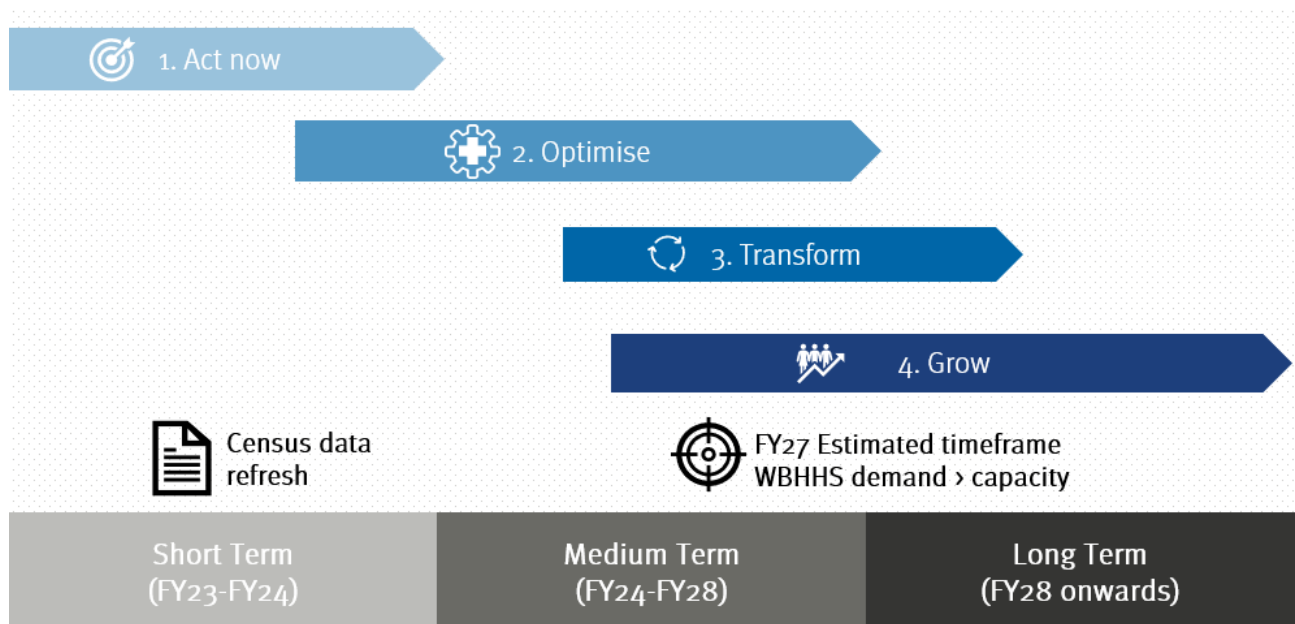 1. Act now
2. Optimise
3. Transform
4. Grow
Census data
refresh
FY27 Estimated timeframe
WBHHS demand > capacity
Short Term
(FY23-FY24)
Medium Term
(FY24-FY28)
Long Term
(FY28 onwards)